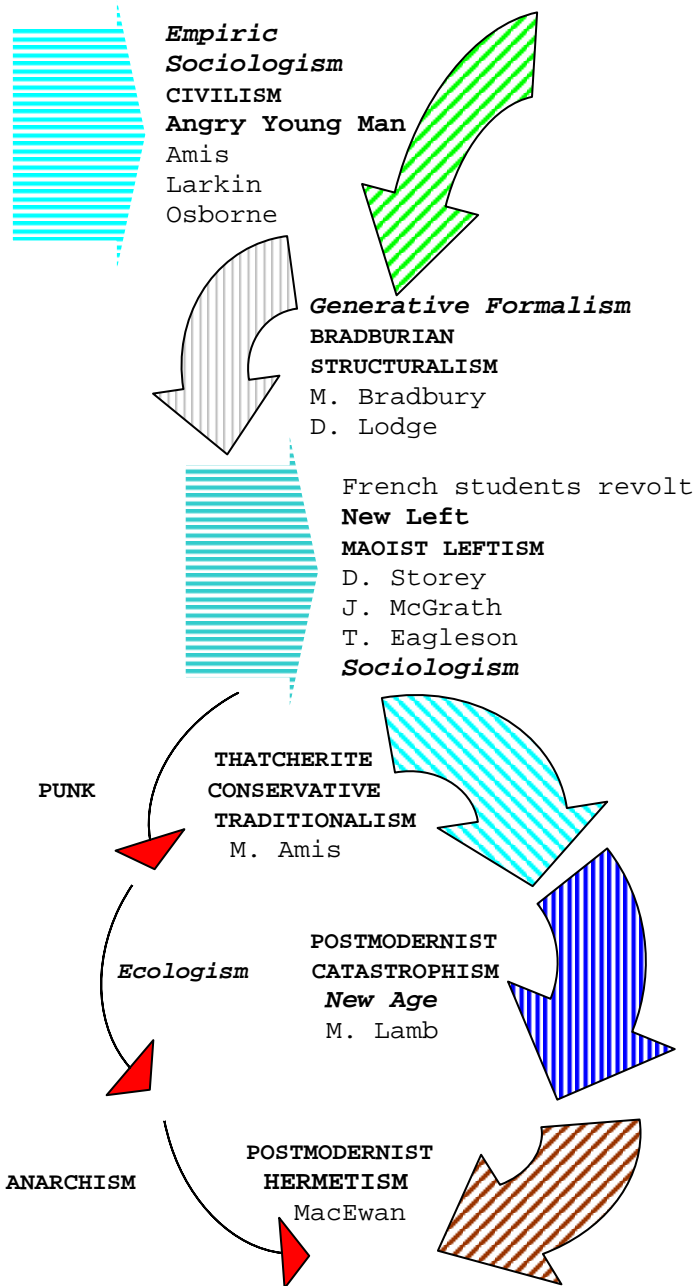 Empiric
Sociologism
CIVILISM
Angry Young Man
Amis
Larkin
Osborne
Generative Formalism
BRADBURIAN
STRUCTURALISM
M. Bradbury
D. Lodge
French students revolt
New Left
MAOIST LEFTISM
D. Storey
J. McGrath
T. Eagleson
Sociologism
PUNK
THATCHERITE
CONSERVATIVE
TRADITIONALISM
M. Amis
Ecologism
POSTMODERNIST
CATASTROPHISM
New Age
M. Lamb
ANARCHISM
POSTMODERNIST
HERMETISM
MacEwan